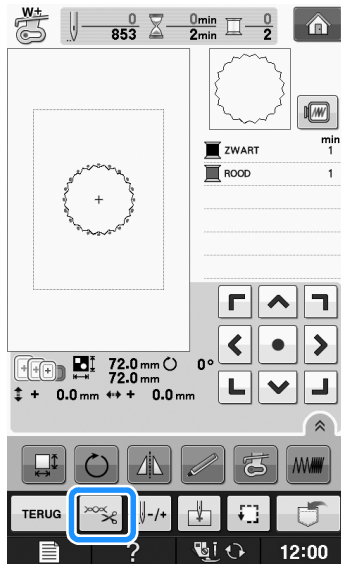 W+
0 0min 0
853 2min 2
min
ZWART 1
ROOD 1
72.0 mm 0°
72.0 mm
+ 0.0 mm + 0.0 mm
TERUG -/+
? 12:00